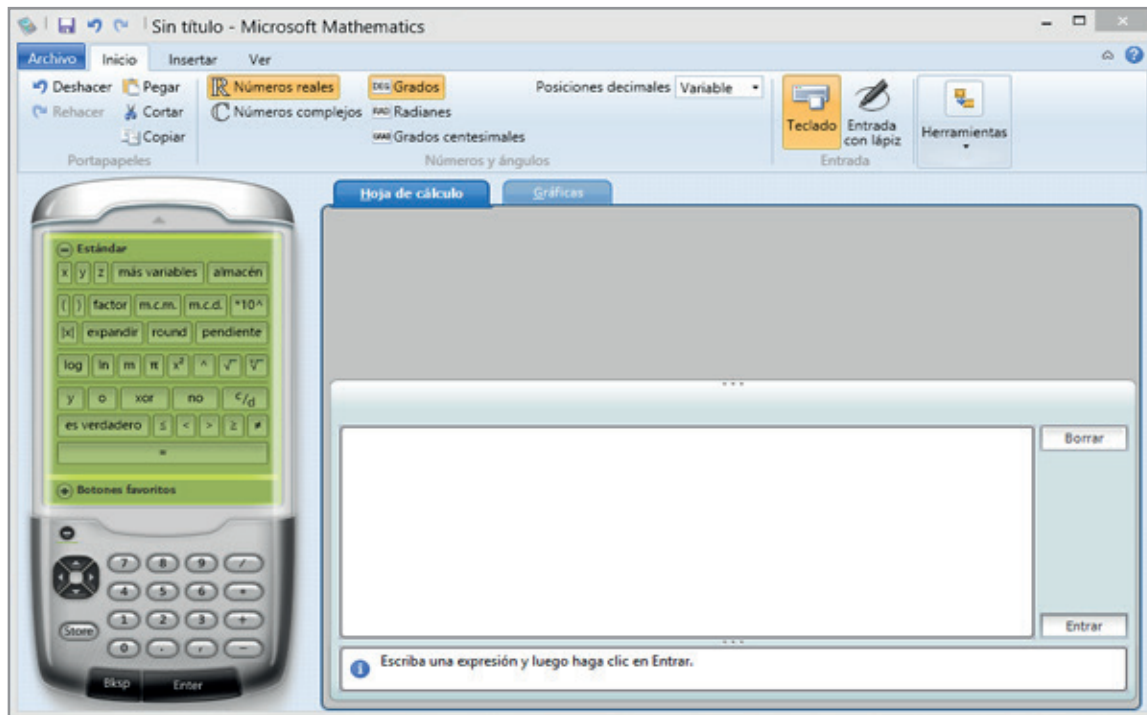 Sin título - Microsoft Mathematics
Archivo Inicio Insertar Ver
Deshacer Pegar Números reales DEG Grados Posiciones decimales Variable
Rehacer Cortar Números complejos RAD Radianes Teclado Entrada con lápiz Herramientas
Copiar GRAD Grados centesimales
Portapapeles Números y ángulos Entrada
Hoja de cálculo Gráficas
Estándar
x y z más variables almacén
( ) factor m.c.m. m.c.d. *10^
|x| expandir round pendiente
log ln m π x² ^ √
y o xor no c/d
es verdadero ≤ < > ≥ ≠
=
Botones favoritos
7 8 9 /
4 5 6 *
Store 1 2 3 +
0 . , −
Bksp Enter
Borrar
Entrar
Escriba una expresión y luego haga clic en Entrar.